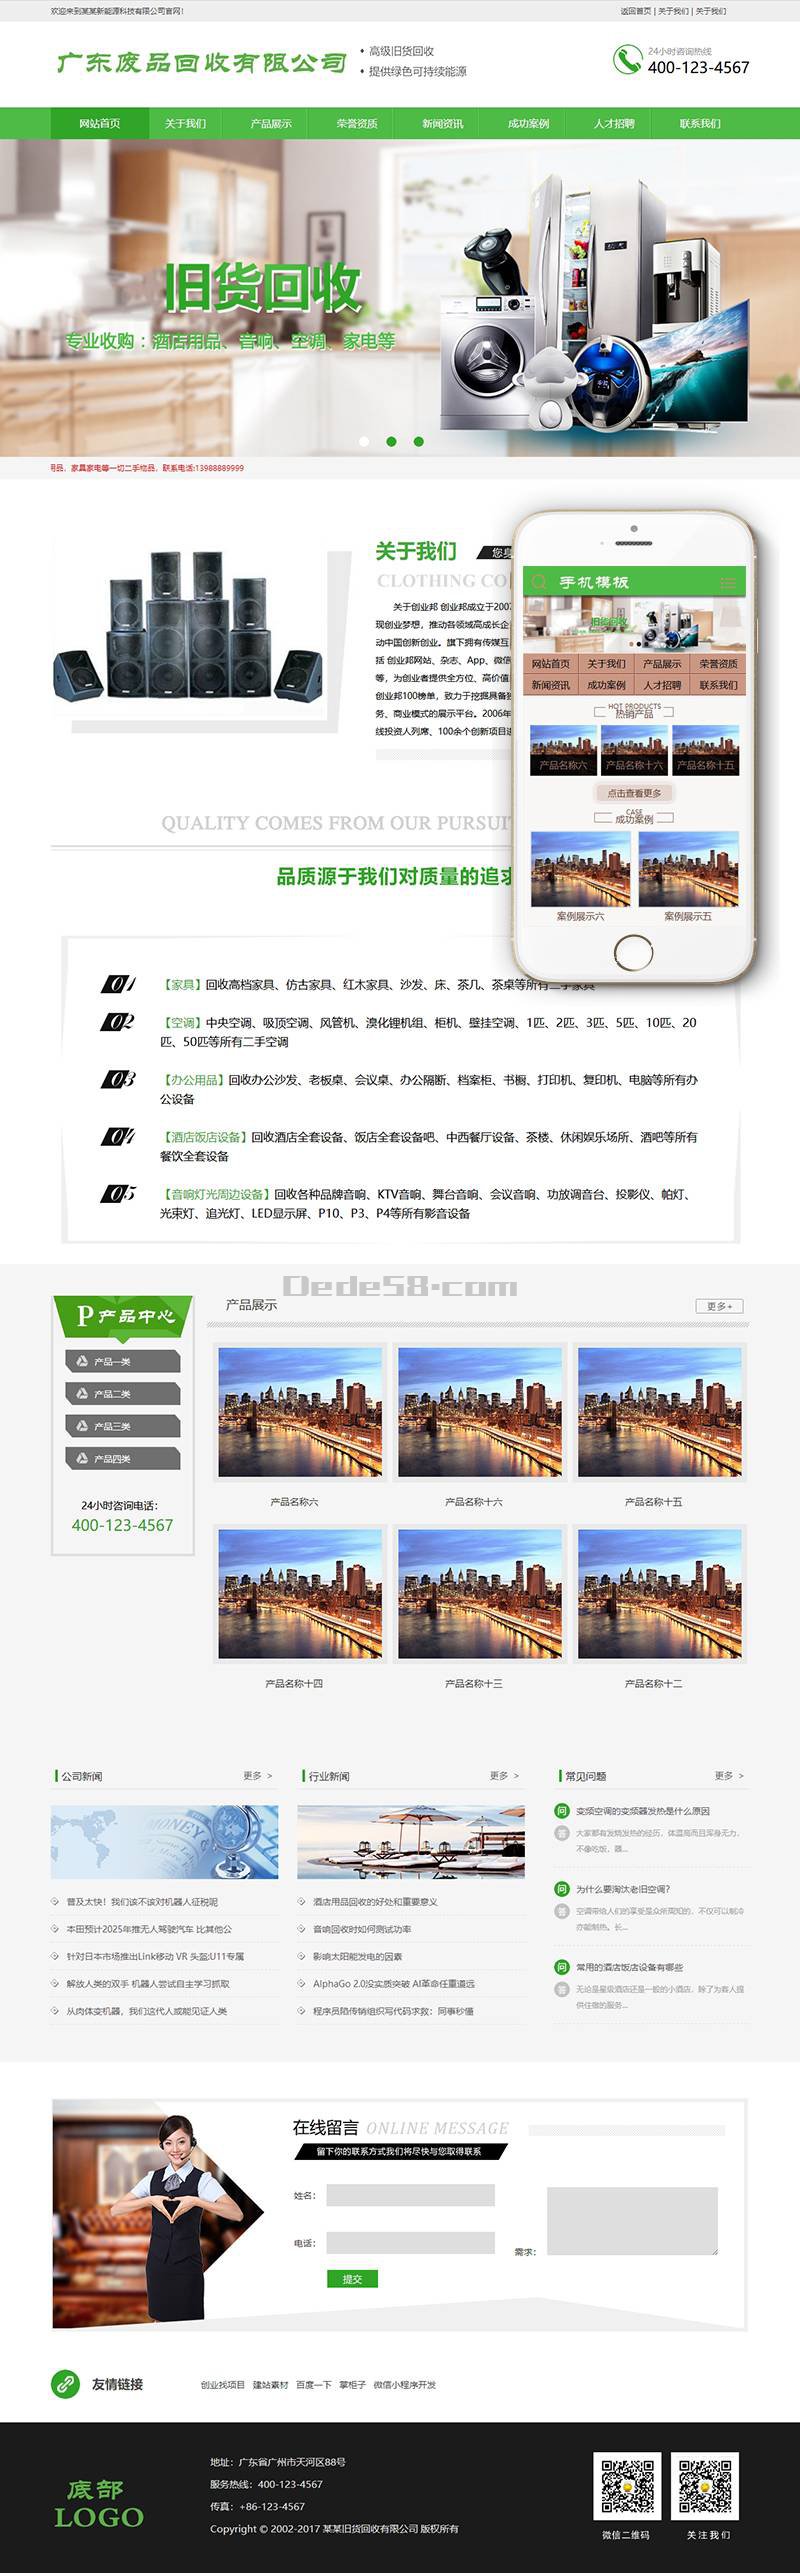 欢迎来到某某新能源科技有限公司官网!
返回首页 | 关于我们 | 关于我们
广东废品回收有限公司
• 高级旧货回收
• 提供绿色可持续能源
24小时咨询热线
400-123-4567
网站首页 关于我们 产品展示 荣誉资质 新闻资讯 成功案例 人才招聘 联系我们
旧货回收
专业收购：酒店用品、音响、空调、家电等
用品，家具家电等一切二手物品，联系电话:13988889999
关于我们
您身
CLOTHING CO
关于创业邦 创业邦成立于2007
现创业梦想，推动各领域高成长企
动中国创新创业。旗下拥有传媒互
括 创业邦网站、杂志、App、微信
等，为创业者提供全方位、高价值
创业邦100榜单，致力于挖掘具备独
务、商业模式的展示平台。2006年
线投资人列席、100余个创新项目进
手机模板
旧货回收
网站首页 关于我们 产品展示 荣誉资质
新闻资讯 成功案例 人才招聘 联系我们
HOT PRODUCTS
热销产品
产品名称六 产品名称十六 产品名称十五
点击查看更多
CASE
成功案例
案例展示六 案例展示五
QUALITY COMES FROM OUR PURSUIT
品质源于我们对质量的追求
01 【家具】回收高档家具、仿古家具、红木家具、沙发、床、茶几、茶桌等所有二手家具
02 【空调】中央空调、吸顶空调、风管机、溴化锂机组、柜机、壁挂空调、1匹、2匹、3匹、5匹、10匹、20
匹、50匹等所有二手空调
03 【办公用品】回收办公沙发、老板桌、会议桌、办公隔断、档案柜、书橱、打印机、复印机、电脑等所有办
公设备
04 【酒店饭店设备】回收酒店全套设备、饭店全套设备吧、中西餐厅设备、茶楼、休闲娱乐场所、酒吧等所有
餐饮全套设备
05 【音响灯光周边设备】回收各种品牌音响、KTV音响、舞台音响、会议音响、功放调音台、投影仪、帕灯、
光束灯、追光灯、LED显示屏、P10、P3、P4等所有影音设备
Dede58.com
P 产品中心
产品一类
产品二类
产品三类
产品四类
24小时咨询电话：
400-123-4567
产品展示
更多+
产品名称六 产品名称十六 产品名称十五
产品名称十四 产品名称十三 产品名称十二
公司新闻 更多 >
普及太快！我们该不该对机器人征税呢
本田预计2025年推无人驾驶汽车 比其他公
针对日本市场推出Link移动 VR 头盔:U11专属
解放人类的双手 机器人尝试自主学习抓取
从肉体变机器，我们这代人或能见证人类
行业新闻 更多 >
酒店用品回收的好处和重要意义
音响回收时如何测试功率
影响太阳能发电的因素
AlphaGo 2.0没实质突破 AI革命任重道远
程序员陷传销组织写代码求救：同事秒懂
常见问题 更多 >
问 变频空调的变频器发热是什么原因
答 大家都有发烧发热的经历，体温高而且浑身无力，
不像吃饭，器...
问 为什么要淘汰老旧空调?
答 空调带给人们的享受是众所周知的，不仅可以制冷
亦能制热。长...
问 常用的酒店饭店设备有哪些
答 无论是星级酒店还是一般的小酒店，除了为客人提
供住宿的服务...
在线留言 ONLINE MESSAGE
留下你的联系方式我们将尽快与您取得联系
姓名：
电话：
需求：
提交
友情链接
创业找项目 建站素材 百度一下 掌柜子 微信小程序开发
底部
LOGO
地址：广东省广州市天河区88号
服务热线：400-123-4567
传真：+86-123-4567
Copyright © 2002-2017 某某旧货回收有限公司 版权所有
微信二维码
关注我们